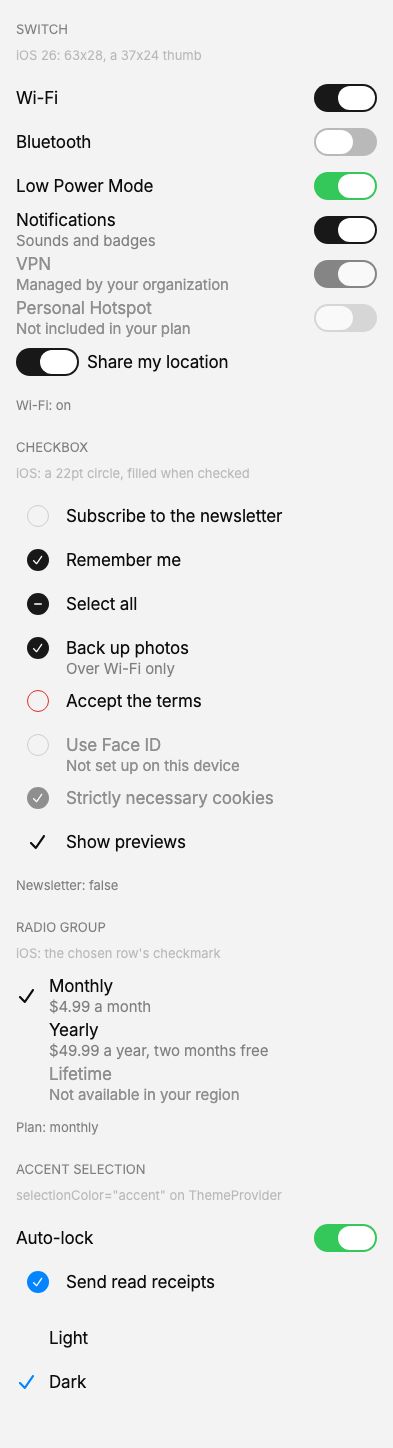 SWITCH
iOS 26: 63x28, a 37x24 thumb
Wi-Fi
Bluetooth
Low Power Mode
Notifications
Sounds and badges
VPN
Managed by your organization
Personal Hotspot
Not included in your plan
Share my location
Wi-Fi: on
CHECKBOX
iOS: a 22pt circle, filled when checked
Subscribe to the newsletter
Remember me
Select all
Back up photos
Over Wi-Fi only
Accept the terms
Use Face ID
Not set up on this device
Strictly necessary cookies
Show previews
Newsletter: false
RADIO GROUP
iOS: the chosen row's checkmark
Monthly
$4.99 a month
Yearly
$49.99 a year, two months free
Lifetime
Not available in your region
Plan: monthly
ACCENT SELECTION
selectionColor="accent" on ThemeProvider
Auto-lock
Send read receipts
Light
Dark